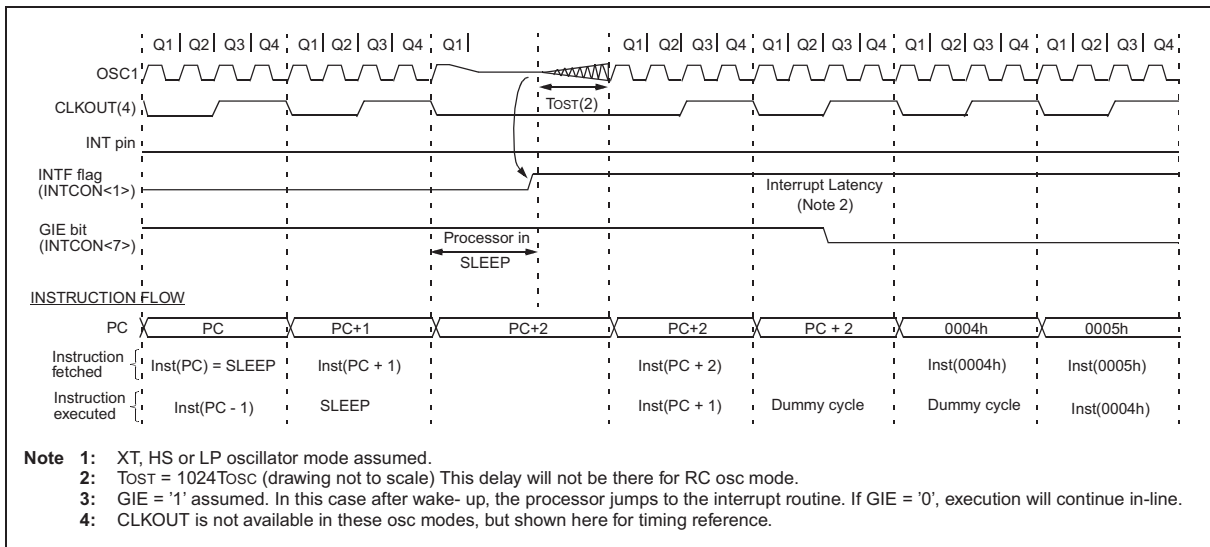 Q1 Q2 Q3 Q4 Q1 Q2 Q3 Q4 Q1 Q1 Q2 Q3 Q4 Q1 Q2 Q3 Q4 Q1 Q2 Q3 Q4 Q1 Q2 Q3 Q4
OSC1
TOST(2)
CLKOUT(4)
INT pin
INTF flag
(INTCON<1>)
Interrupt Latency
(Note 2)
GIE bit
(INTCON<7>)
Processor in
SLEEP
INSTRUCTION FLOW
PC PC PC+1 PC+2 PC+2 PC + 2 0004h 0005h
Instruction
fetched
Inst(PC) = SLEEP Inst(PC + 1) Inst(PC + 2) Inst(0004h) Inst(0005h)
Instruction
executed
Inst(PC - 1) SLEEP Inst(PC + 1) Dummy cycle Dummy cycle Inst(0004h)
Note 1: XT, HS or LP oscillator mode assumed.
2: TOST = 1024TOSC (drawing not to scale) This delay will not be there for RC osc mode.
3: GIE = '1' assumed. In this case after wake- up, the processor jumps to the interrupt routine. If GIE = '0', execution will continue in-line.
4: CLKOUT is not available in these osc modes, but shown here for timing reference.